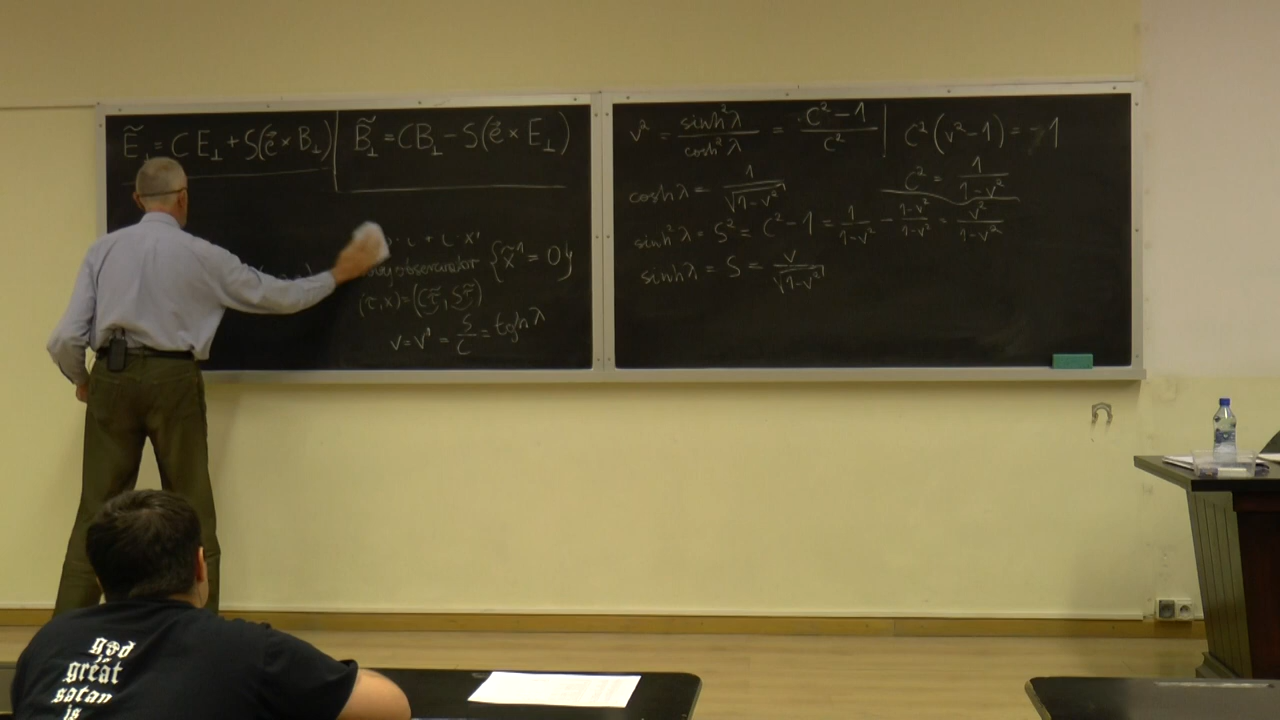 Ẽ⊥ = C E⊥ + S(e⃗ × B⊥)
B̃⊥ = CB⊥ − S(e⃗ × E⊥)
{x̃¹ = 0}
(t,x¹) = (Cτ̃, Sτ̃)
v = v¹ = S/C = tgh λ
v² = sinh²λ / cosh²λ = C² − 1 / C²
C²(v² − 1) = −1
C² = 1 / 1−v²
cosh λ = 1 / √1−v²
sinh²λ = S² = C² − 1 = 1 / 1−v² − 1−v² / 1−v² = v² / 1−v²
sinh λ = S = v / √1−v²
god
great
satan
is